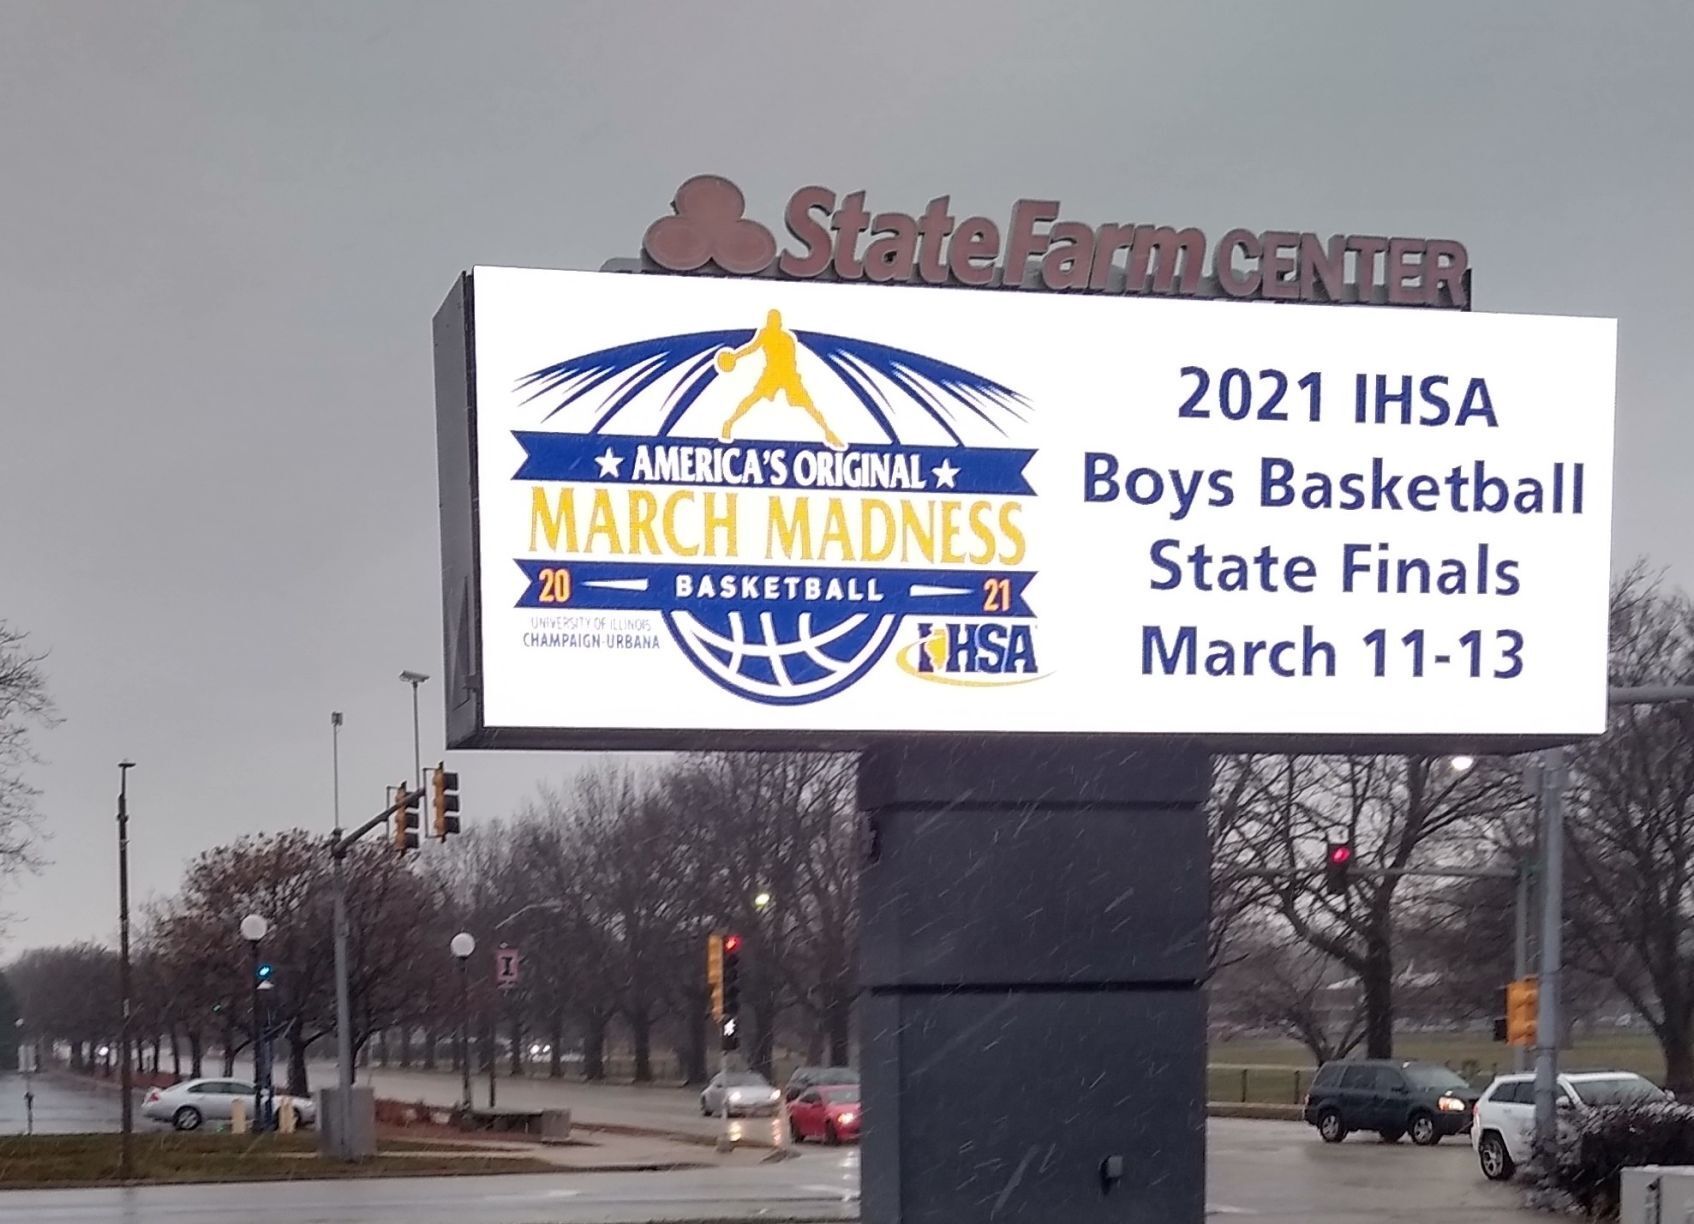 StateFarm CENTER
AMERICA'S ORIGINAL
MARCH MADNESS
20 BASKETBALL 21
UNIVERSITY OF ILLINOIS
CHAMPAIGN-URBANA
IHSA
2021 IHSA
Boys Basketball
State Finals
March 11-13
I